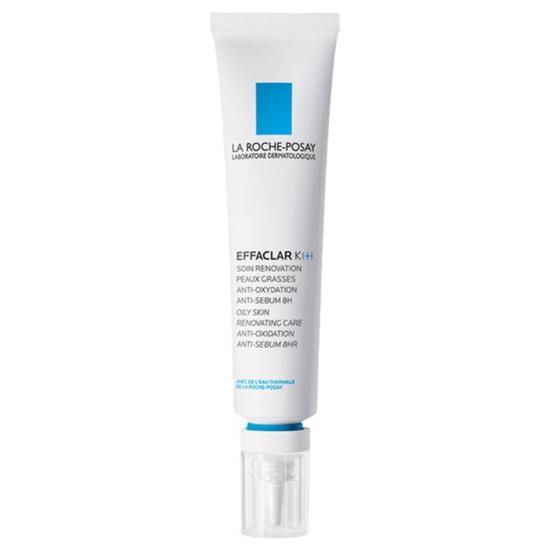 LA ROCHE-POSAY
LABORATOIRE DERMATOLOGIQUE
EFFACLAR K(+)
SOIN RENOVATION
PEAUX GRASSES
ANTI-OXYDATION
ANTI-SEBUM 8H
OILY SKIN
RENOVATING CARE
ANTI-OXIDATION
ANTI-SEBUM 8HR
AVEC DE L'EAU THERMALE
DE LA ROCHE-POSAY